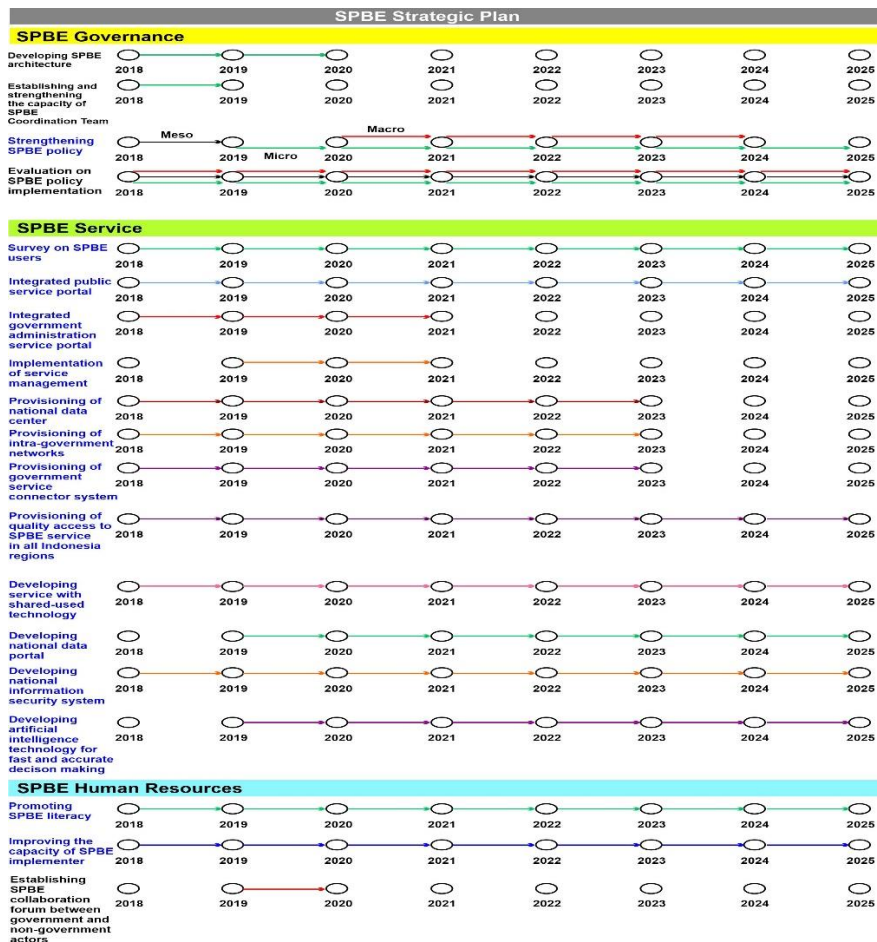 SPBE Strategic Plan
SPBE Governance
Developing SPBE
architecture
2018 2019 2020 2021 2022 2023 2024 2025
Establishing and
strengthening
the capacity of
SPBE
Coordination Team
2018 2019 2020 2021 2022 2023 2024 2025
Meso
Macro
Strengthening
SPBE policy
2018 2019 Micro 2020 2021 2022 2023 2024 2025
Evaluation on
SPBE policy
implementation
2018 2019 2020 2021 2022 2023 2024 2025
SPBE Service
Survey on SPBE
users
2018 2019 2020 2021 2022 2023 2024 2025
Integrated public
service portal
2018 2019 2020 2021 2022 2023 2024 2025
Integrated
government
administration
service portal
2018 2019 2020 2021 2022 2023 2024 2025
Implementation
of service
management
2018 2019 2020 2021 2022 2023 2024 2025
Provisioning of
national data
center
2018 2019 2020 2021 2022 2023 2024 2025
Provisioning of
intra-government
networks
2018 2019 2020 2021 2022 2023 2024 2025
Provisioning of
government
service
connector system
2018 2019 2020 2021 2022 2023 2024 2025
Provisioning of
quality access to
SPBE service
in all Indonesia
regions
2018 2019 2020 2021 2022 2023 2024 2025
Developing
service with
shared-used
technology
2018 2019 2020 2021 2022 2023 2024 2025
Developing
national data
portal
2018 2019 2020 2021 2022 2023 2024 2025
Developing
national
inforrmation
security system
2018 2019 2020 2021 2022 2023 2024 2025
Developing
artificial
intelligence
technology for
fast and accurate
decison making
2018 2019 2020 2021 2022 2023 2024 2025
SPBE Human Resources
Promoting
SPBE literacy
2018 2019 2020 2021 2022 2023 2024 2025
Improving the
capacity of SPBE
implementer
2018 2019 2020 2021 2022 2023 2024 2025
Establishing
SPBE
collaboration
forum between
government and
non-government
actors
2018 2019 2020 2021 2022 2023 2024 2025